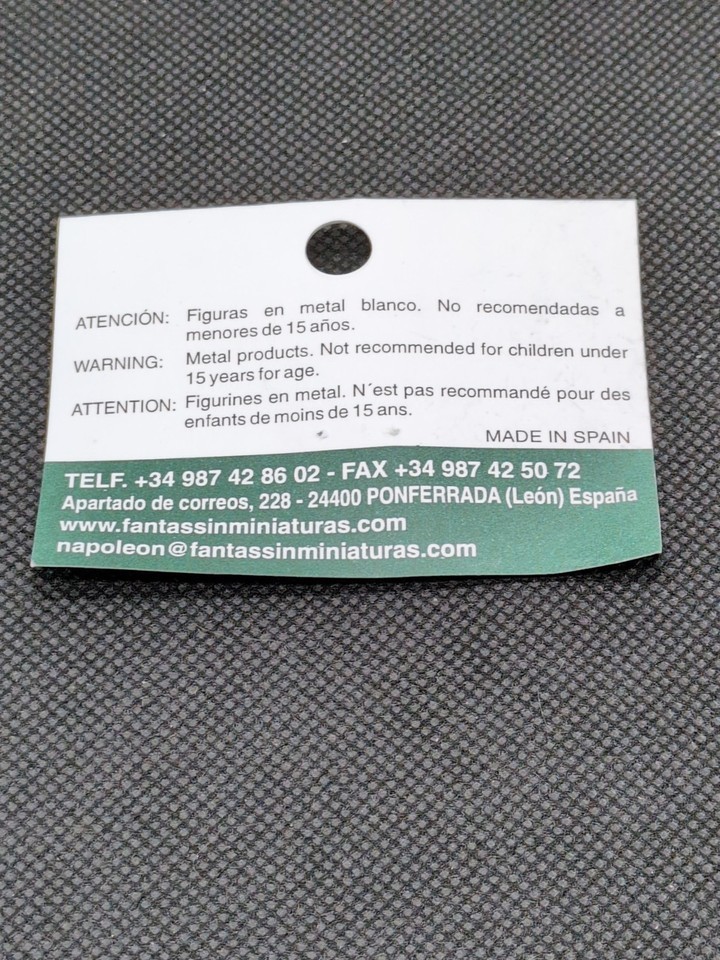 ATENCIÓN: Figuras en metal blanco. No recomendadas a
menores de 15 años.
WARNING: Metal products. Not recommended for children under
15 years for age.
ATTENTION: Figurines en metal. N´est pas recommandé pour des
enfants de moins de 15 ans.
MADE IN SPAIN
TELF. +34 987 42 86 02 - FAX +34 987 42 50 72
Apartado de correos, 228 - 24400 PONFERRADA (León) España
www.fantassinminiaturas.com
napoleon@fantassinminiaturas.com